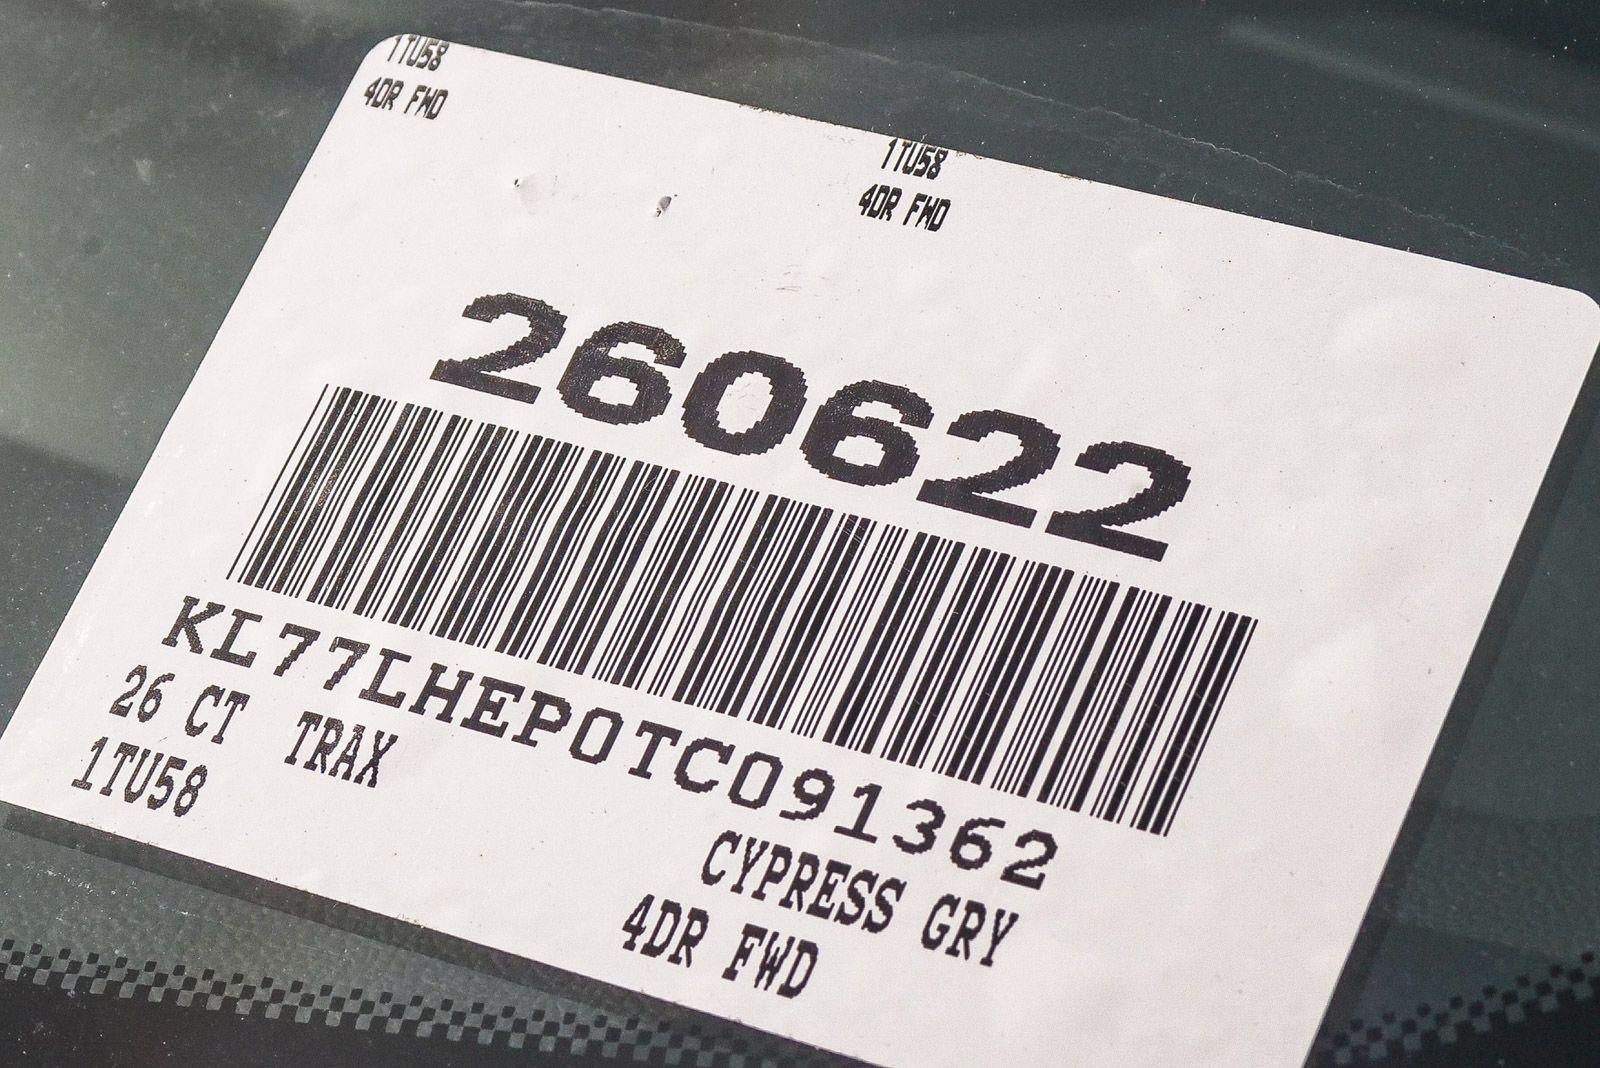 1TU58
4DR FWD
1TU58
4DR FWD
260622
KL77LHEP0TC091362
26 CT TRAX
1TU58
CYPRESS GRY
4DR FWD